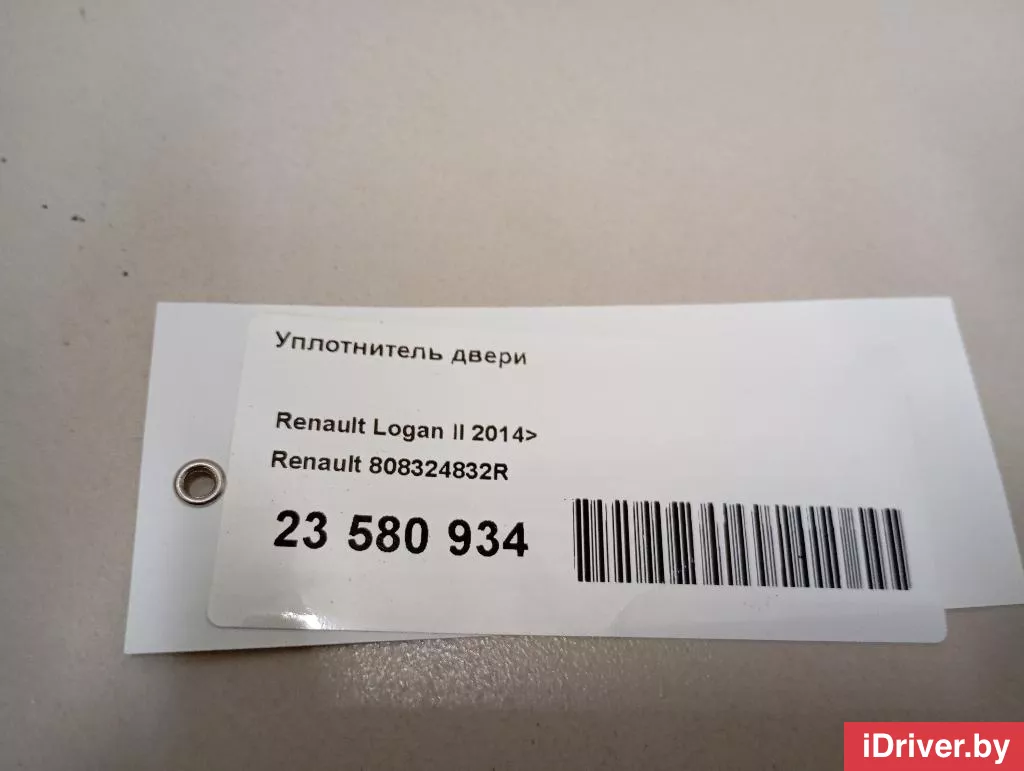 Уплотнитель двери
Renault Logan II 2014>
Renault 808324832R
23 580 934
iDriver.by